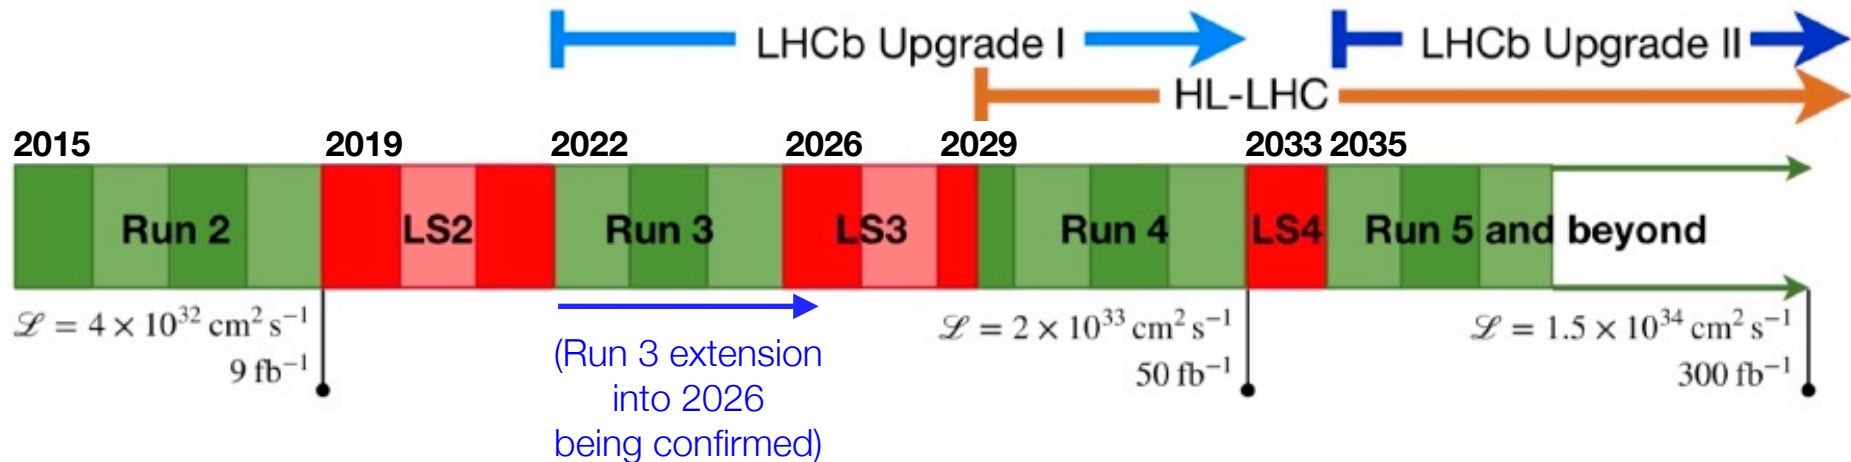 LHCb Upgrade I
LHCb Upgrade II
HL-LHC
2015 2019 2022 2026 2029 2033 2035
Run 2 LS2 Run 3 LS3 Run 4 LS4 Run 5 and beyond
ℒ = 4 × 10³² cm² s⁻¹
9 fb⁻¹
(Run 3 extension
into 2026
being confirmed)
ℒ = 2 × 10³³ cm² s⁻¹
50 fb⁻¹
ℒ = 1.5 × 10³⁴ cm² s⁻¹
300 fb⁻¹